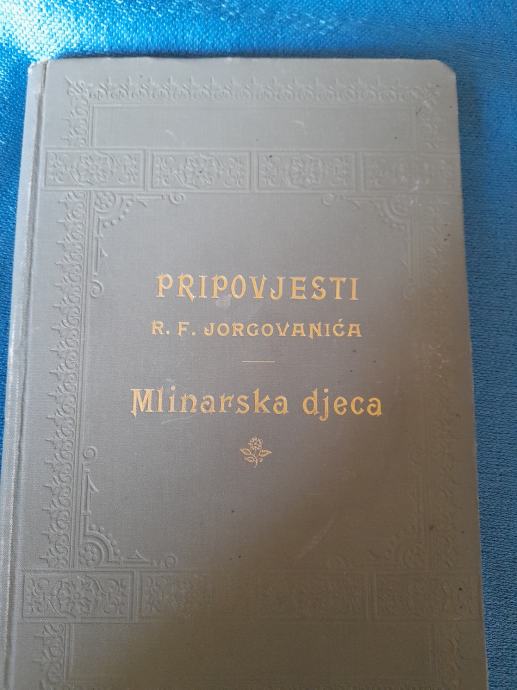 PRIPOVJESTI
R. F. JORGOVANIĆA
Mlinarska djeca